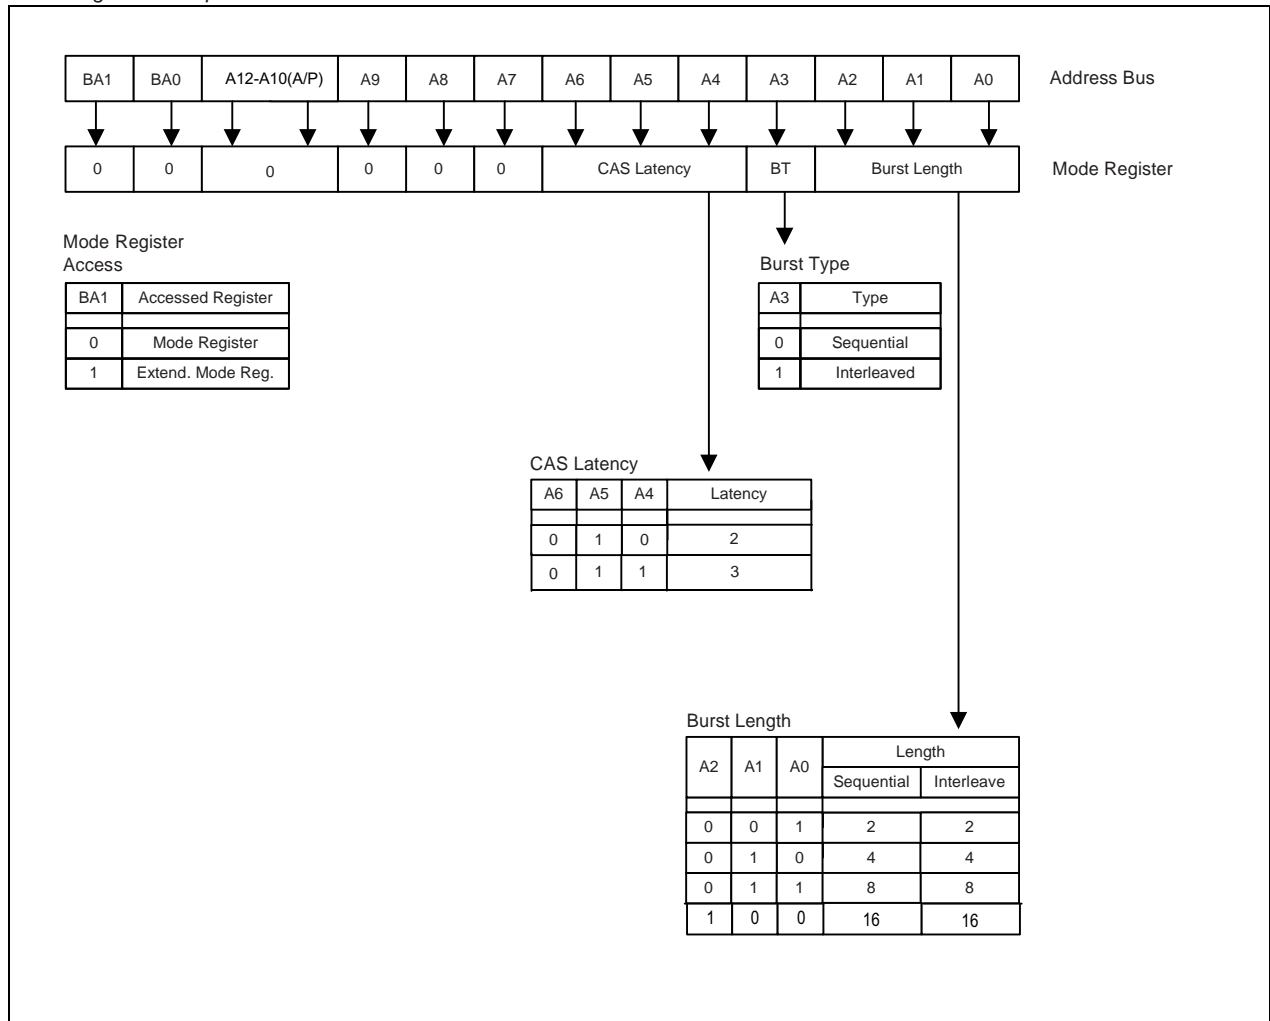 BA1 BA0 A12-A10(A/P) A9 A8 A7 A6 A5 A4 A3 A2 A1 A0 Address Bus
0 0 0 0 0 0 CAS Latency BT Burst Length Mode Register
Mode Register
Access
BA1 Accessed Register
0 Mode Register
1 Extend. Mode Reg.
Burst Type
A3 Type
0 Sequential
1 Interleaved
CAS Latency
A6 A5 A4 Latency
0 1 0 2
0 1 1 3
Burst Length
A2 A1 A0 Length
Sequential Interleave
0 0 1 2 2
0 1 0 4 4
0 1 1 8 8
1 0 0 16 16